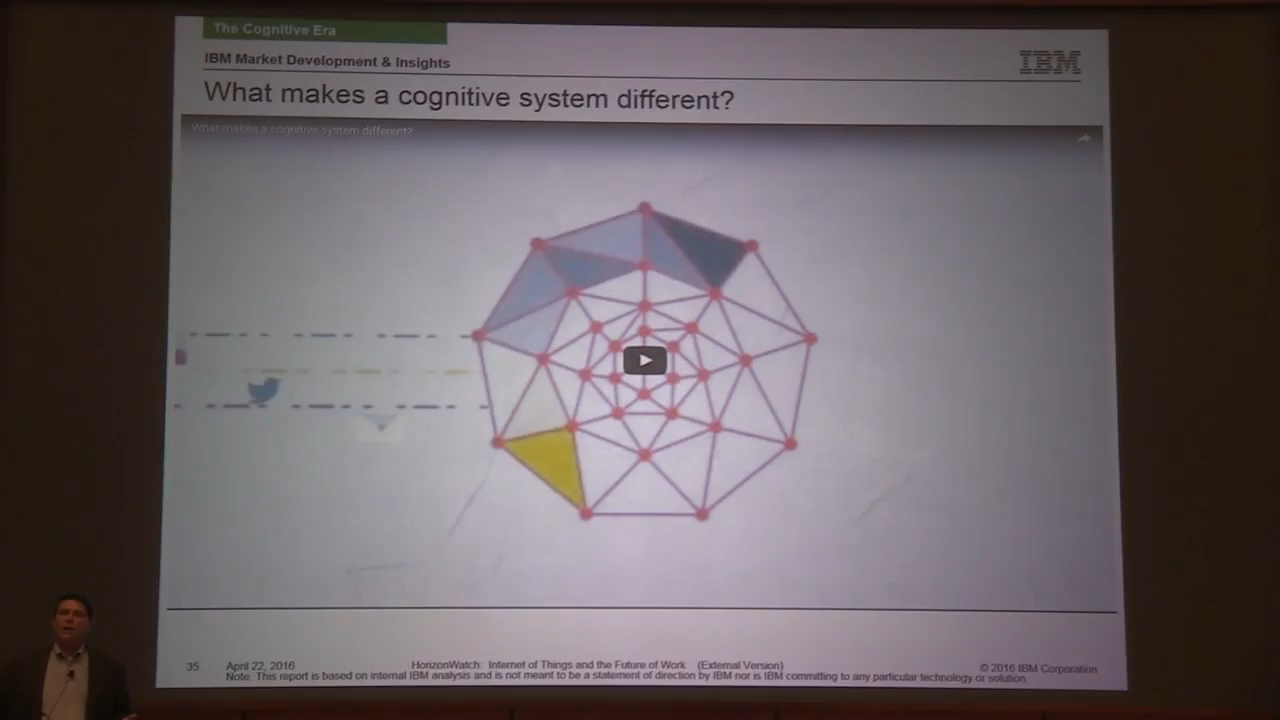 The Cognitive Era
IBM Market Development & Insights
IBM
What makes a cognitive system different?
What makes a cognitive system different?
35 April 22, 2016 HorizonWatch: Internet of Things and the Future of Work (External Version) © 2016 IBM Corporation
Note: This report is based on internal IBM analysis and is not meant to be a statement of direction by IBM nor is IBM committing to any particular technology or solution.